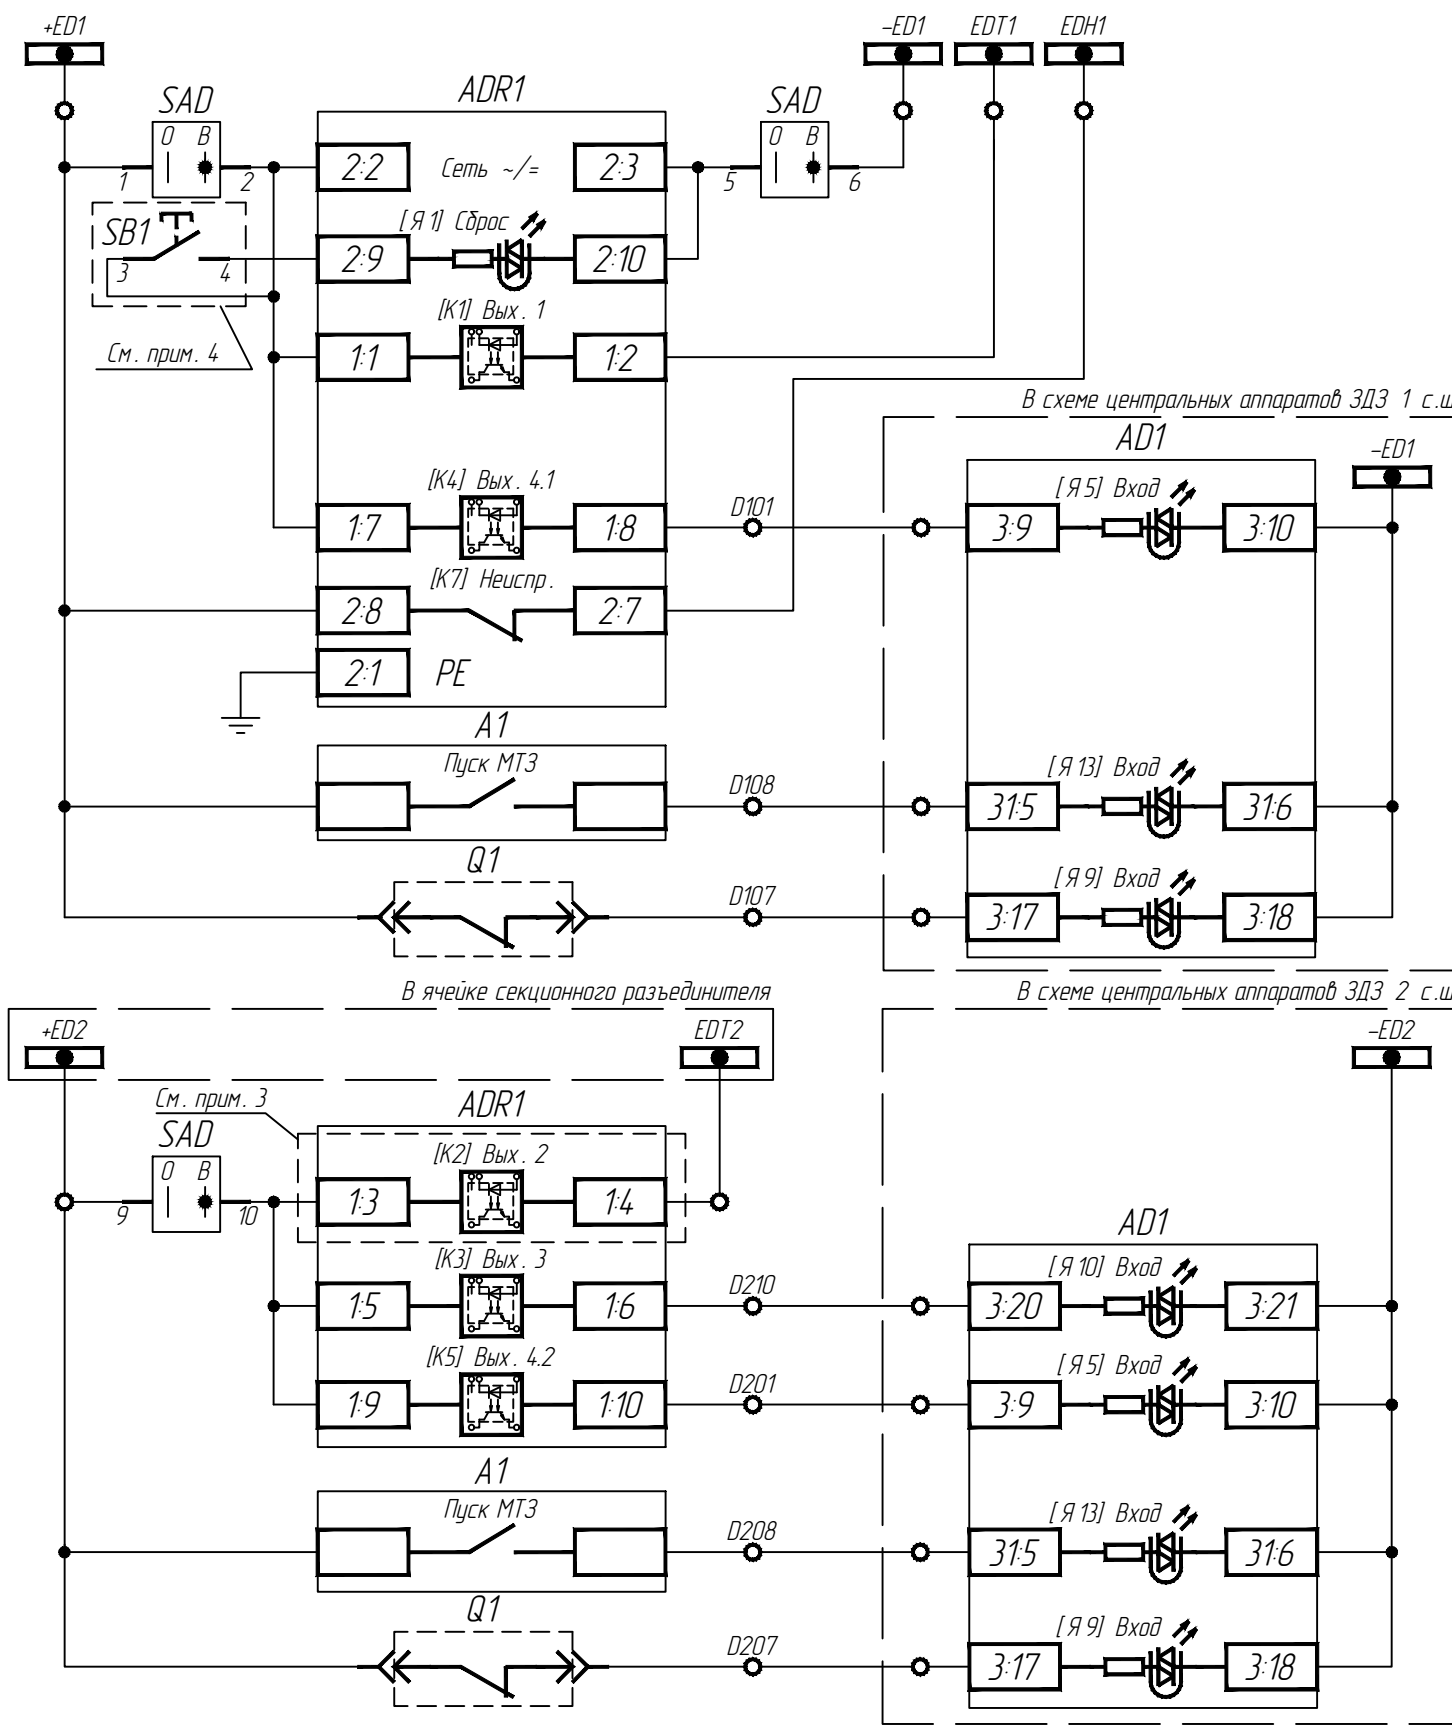 +ED1
-ED1
EDT1
EDH1
SAD
O B
1
2
ADR1
SAD
O B
5
6
2:2
Сеть ~/=
2:3
SB1
3
4
[Я1] Сброс
2:9
2:10
[K1] Вых. 1
См. прим. 4
1:1
1:2
В схеме центральных аппаратов ЗДЗ 1 с.ш
AD1
-ED1
[K4] Вых. 4.1
1:7
1:8
D101
[Я5] Вход
3:9
3:10
[K7] Неиспр.
2:8
2:7
2:1
PE
A1
Пуск МТЗ
D108
[Я13] Вход
31:5
31:6
Q1
D107
[Я9] Вход
3:17
3:18
В ячейке секционного разъединителя
В схеме центральных аппаратов ЗДЗ 2 с.ш
+ED2
EDT2
-ED2
См. прим. 3
SAD
O B
9
10
ADR1
[K2] Вых. 2
1:3
1:4
AD1
[K3] Вых. 3
1:5
1:6
D210
[Я10] Вход
3:20
3:21
[K5] Вых. 4.2
1:9
1:10
D201
[Я5] Вход
3:9
3:10
A1
Пуск МТЗ
D208
[Я13] Вход
31:5
31:6
Q1
D207
[Я9] Вход
3:17
3:18